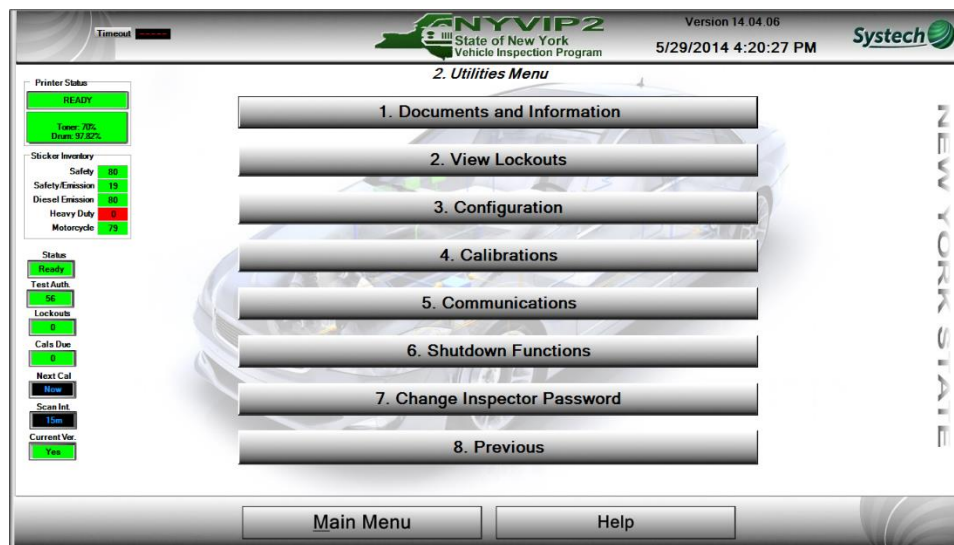 Timeout
NYVIP2
State of New York
Vehicle Inspection Program
Version 14.04.06
5/29/2014 4:20:27 PM
Systech
2. Utilities Menu
Printer Status
READY
Toner: 70%
Drum: 97.82%
Sticker Inventory
Safety 80
Safety/Emission 19
Diesel Emission 80
Heavy Duty 0
Motorcycle 79
Status
Ready
Test Auth.
56
Lockouts
0
Cals Due
0
Next Cal
Now
Scan Int.
15m
Current Ver.
Yes
1. Documents and Information
2. View Lockouts
3. Configuration
4. Calibrations
5. Communications
6. Shutdown Functions
7. Change Inspector Password
8. Previous
NEW YORK STATE
Main Menu
Help